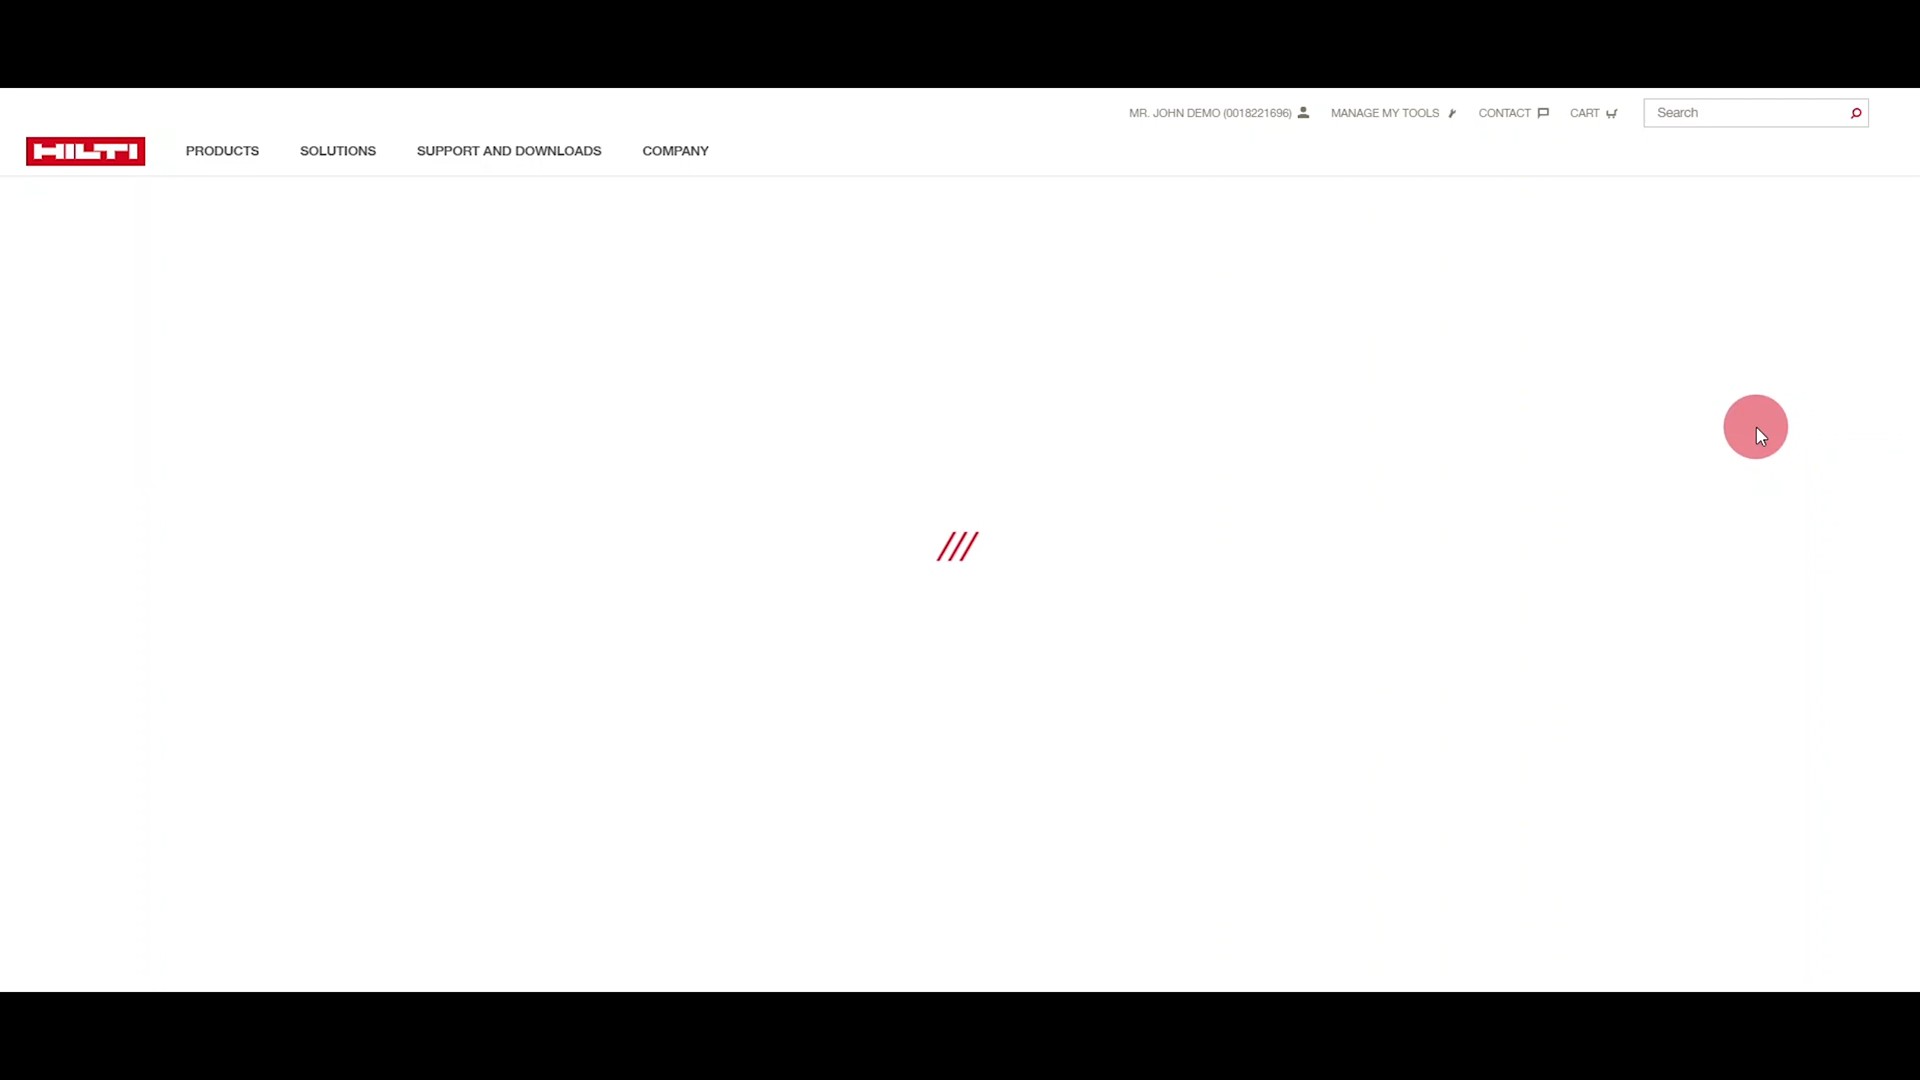 MR. JOHN DEMO (0018221696) MANAGE MY TOOLS CONTACT CART Search
HILTI PRODUCTS SOLUTIONS SUPPORT AND DOWNLOADS COMPANY